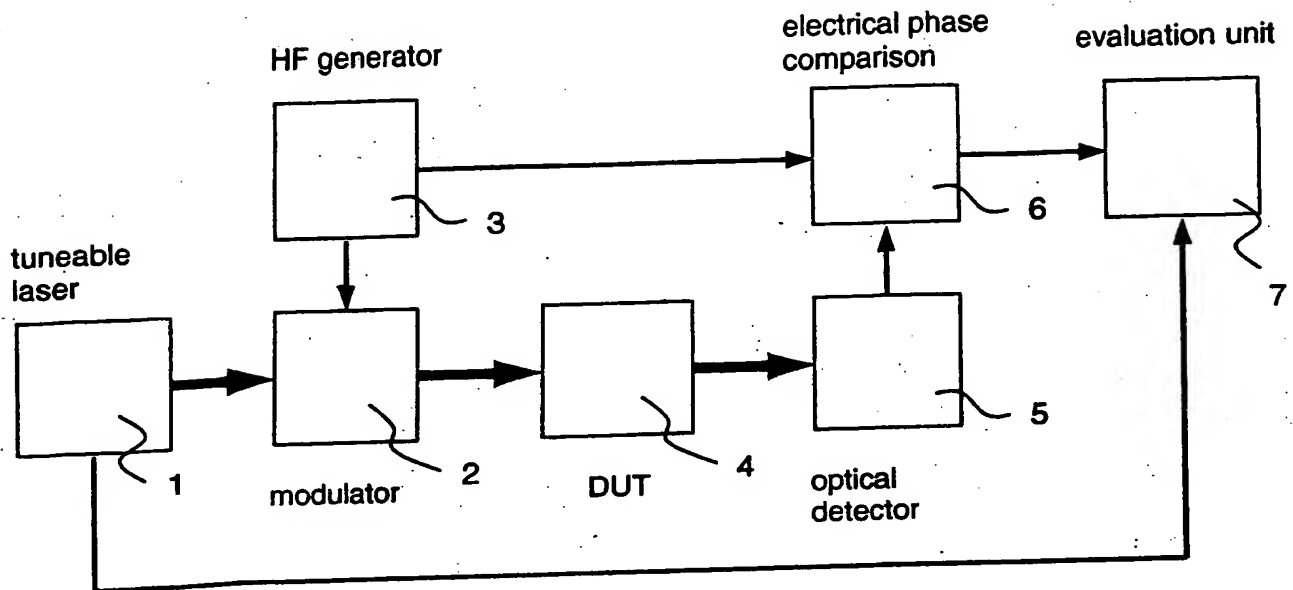 electrical phase
comparison
evaluation unit
HF generator
3
6
7
tuneable
laser
1
2
4
5
modulator
DUT
optical
detector